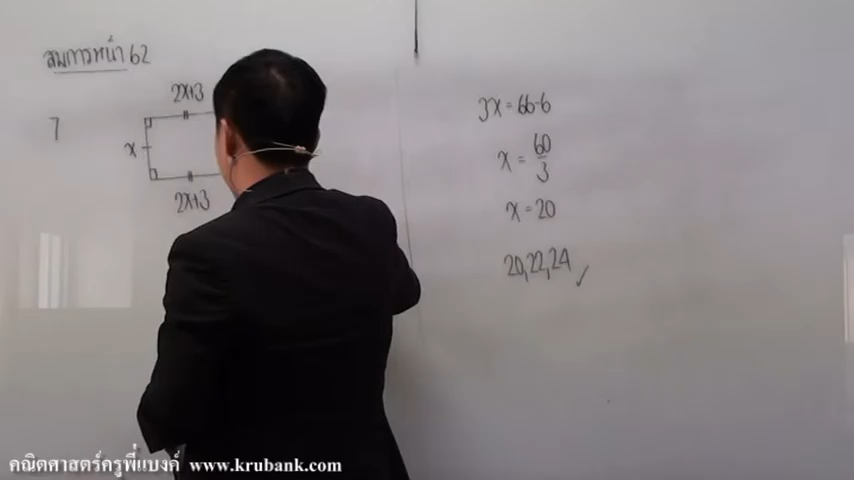 สมการหน้า 62
7
2x+3
x
2x+3
3x = 66-6
x = 60/3
x = 20
20,22,24 ✓
คณิตศาสตร์ครูพี่แบงค์ www.krubank.com